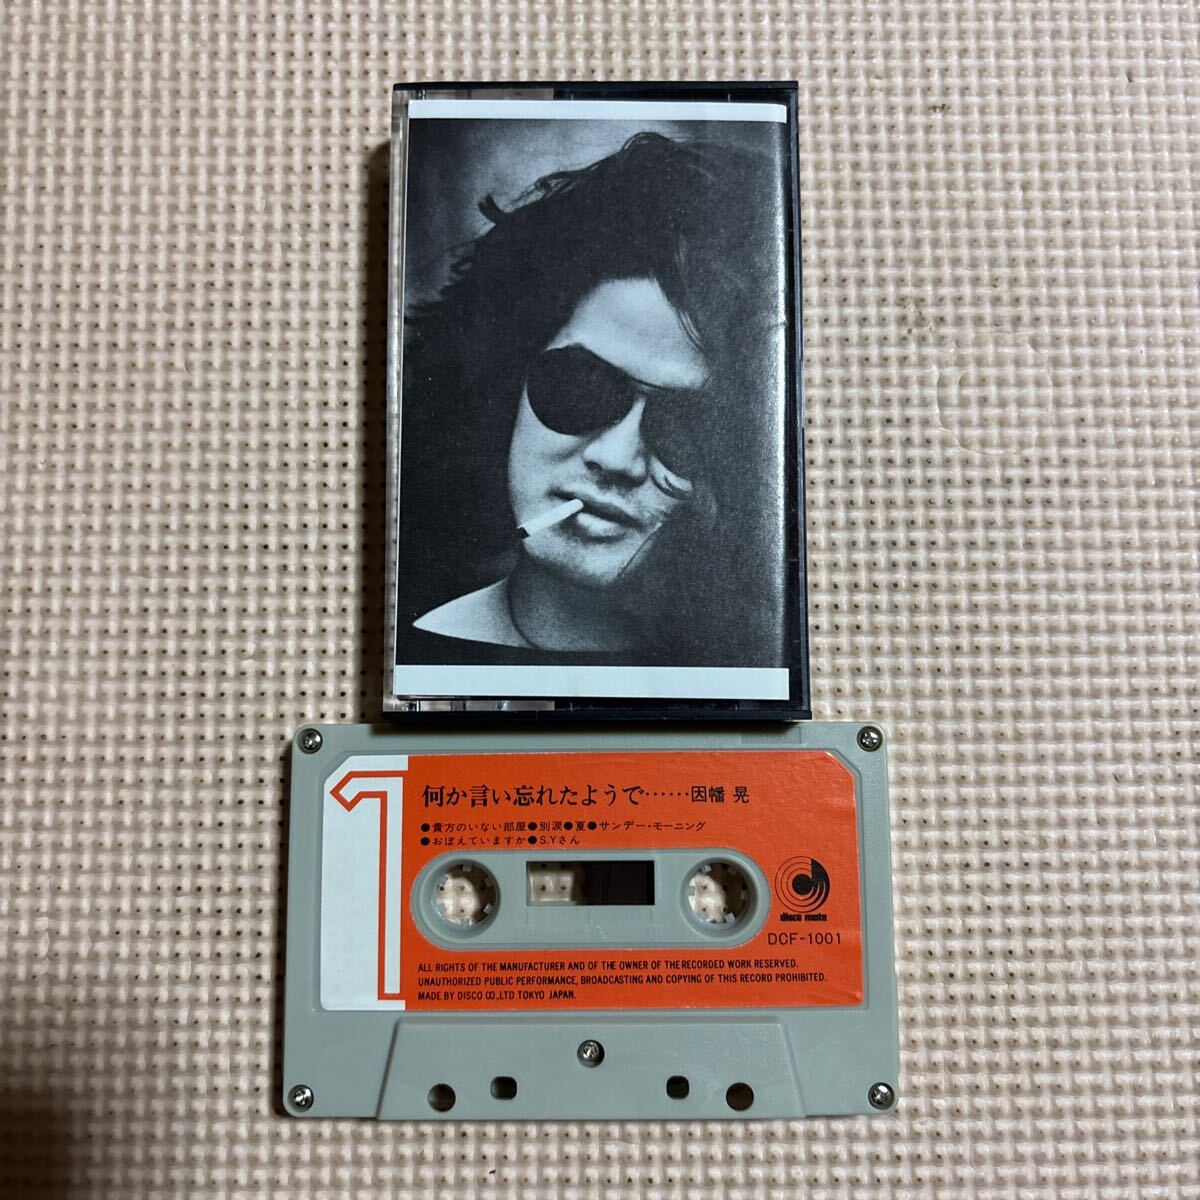 1
何か言い忘れたようで……因幡 晃
●貴方のいない部屋●別涙●夏●サンデー・モーニング
●おぼえていますか●S.Yさん
disco mate
DCF-1001
ALL RIGHTS OF THE MANUFACTURER AND OF THE OWNER OF THE RECORDED WORK RESERVED.
UNAUTHORIZED PUBLIC PERFORMANCE, BROADCASTING AND COPYING OF THIS RECORD PROHIBITED.
MADE BY DISCO CO.,LTD TOKYO JAPAN.